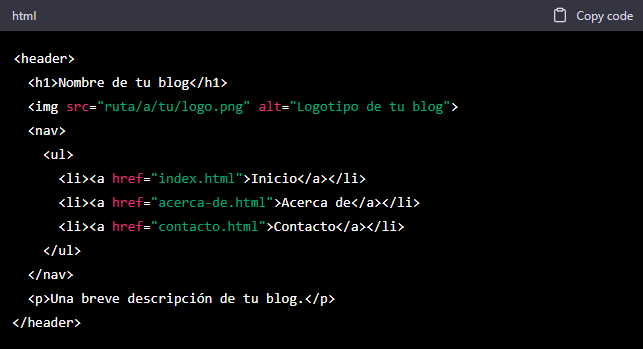 html Copy code
<header>
<h1>Nombre de tu blog</h1>
<img src="ruta/a/tu/logo.png" alt="Logotipo de tu blog">
<nav>
<ul>
<li><a href="index.html">Inicio</a></li>
<li><a href="acerca-de.html">Acerca de</a></li>
<li><a href="contacto.html">Contacto</a></li>
</ul>
</nav>
<p>Una breve descripción de tu blog.</p>
</header>